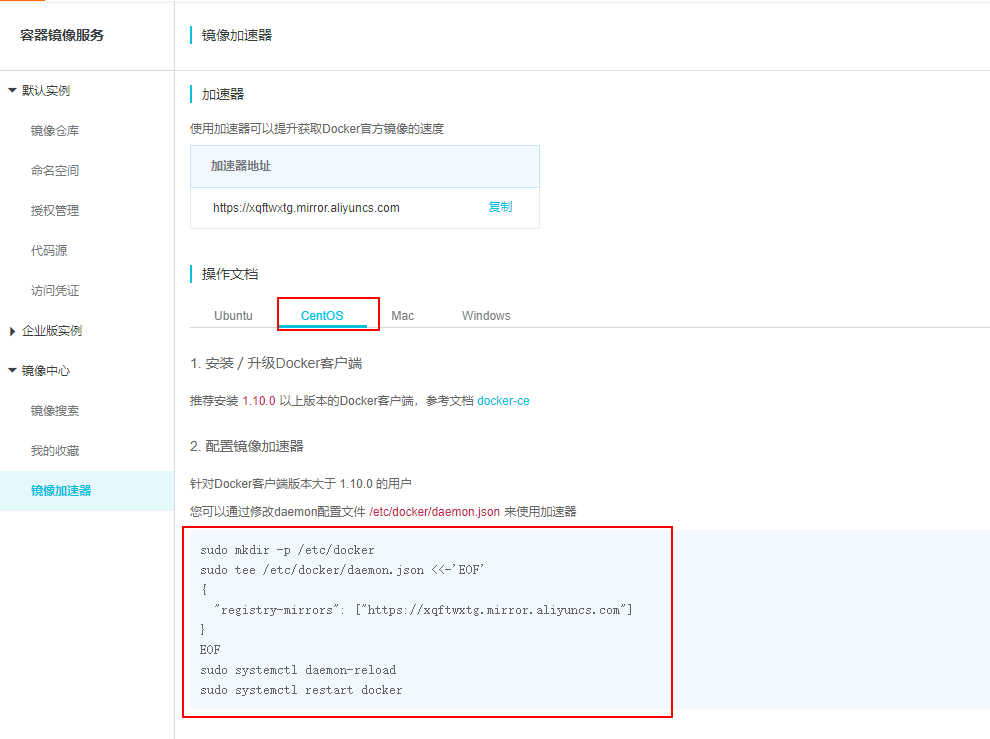 容器镜像服务
默认实例
镜像仓库
命名空间
授权管理
代码源
访问凭证
企业版实例
镜像中心
镜像搜索
我的收藏
镜像加速器
镜像加速器
加速器
使用加速器可以提升获取Docker官方镜像的速度
加速器地址
https://xqftwxtg.mirror.aliyuncs.com 复制
操作文档
Ubuntu CentOS Mac Windows
1. 安装 / 升级Docker客户端
推荐安装 1.10.0 以上版本的Docker客户端，参考文档 docker-ce
2. 配置镜像加速器
针对Docker客户端版本大于 1.10.0 的用户
您可以通过修改daemon配置文件 /etc/docker/daemon.json 来使用加速器
sudo mkdir -p /etc/docker
sudo tee /etc/docker/daemon.json <<-'EOF'
{
  "registry-mirrors": ["https://xqftwxtg.mirror.aliyuncs.com"]
}
EOF
sudo systemctl daemon-reload
sudo systemctl restart docker